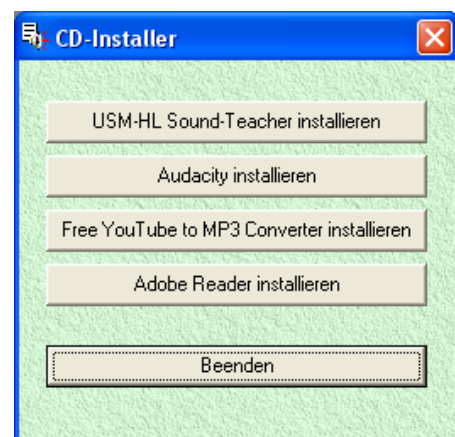 CD-Installer
USM-HL Sound-Teacher installieren
Audacity installieren
Free YouTube to MP3 Converter installieren
Adobe Reader installieren
Beenden